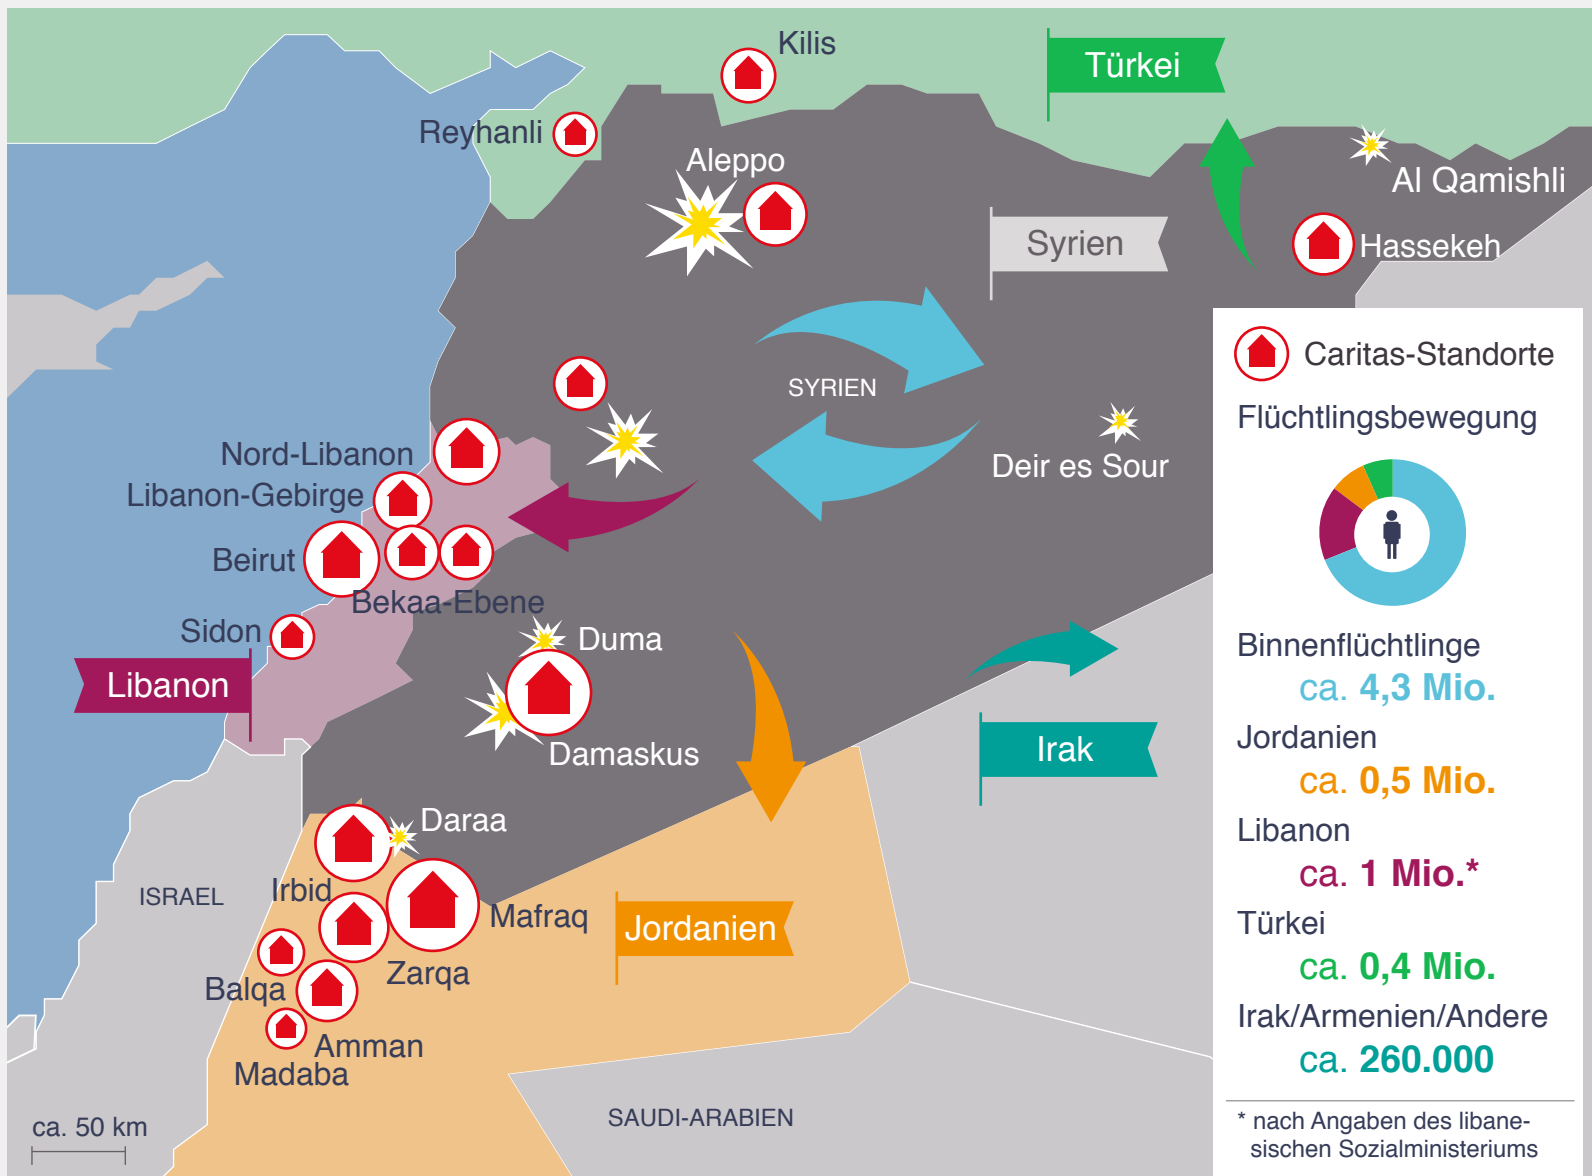 Kilis
Türkei
Reyhanli
Aleppo
Al Qamishli
Syrien
Hassekeh
SYRIEN
Deir es Sour
Nord-Libanon
Libanon-Gebirge
Beirut
Bekaa-Ebene
Sidon
Duma
Libanon
Damaskus
Irak
Daraa
ISRAEL
Irbid
Mafraq
Jordanien
Zarqa
Balqa
Amman
Madaba
SAUDI-ARABIEN
ca. 50 km
Caritas-Standorte
Flüchtlingsbewegung
Binnenflüchtlinge
ca. 4,3 Mio.
Jordanien
ca. 0,5 Mio.
Libanon
ca. 1 Mio.*
Türkei
ca. 0,4 Mio.
Irak/Armenien/Andere
ca. 260.000
* nach Angaben des libane-
sischen Sozialministeriums